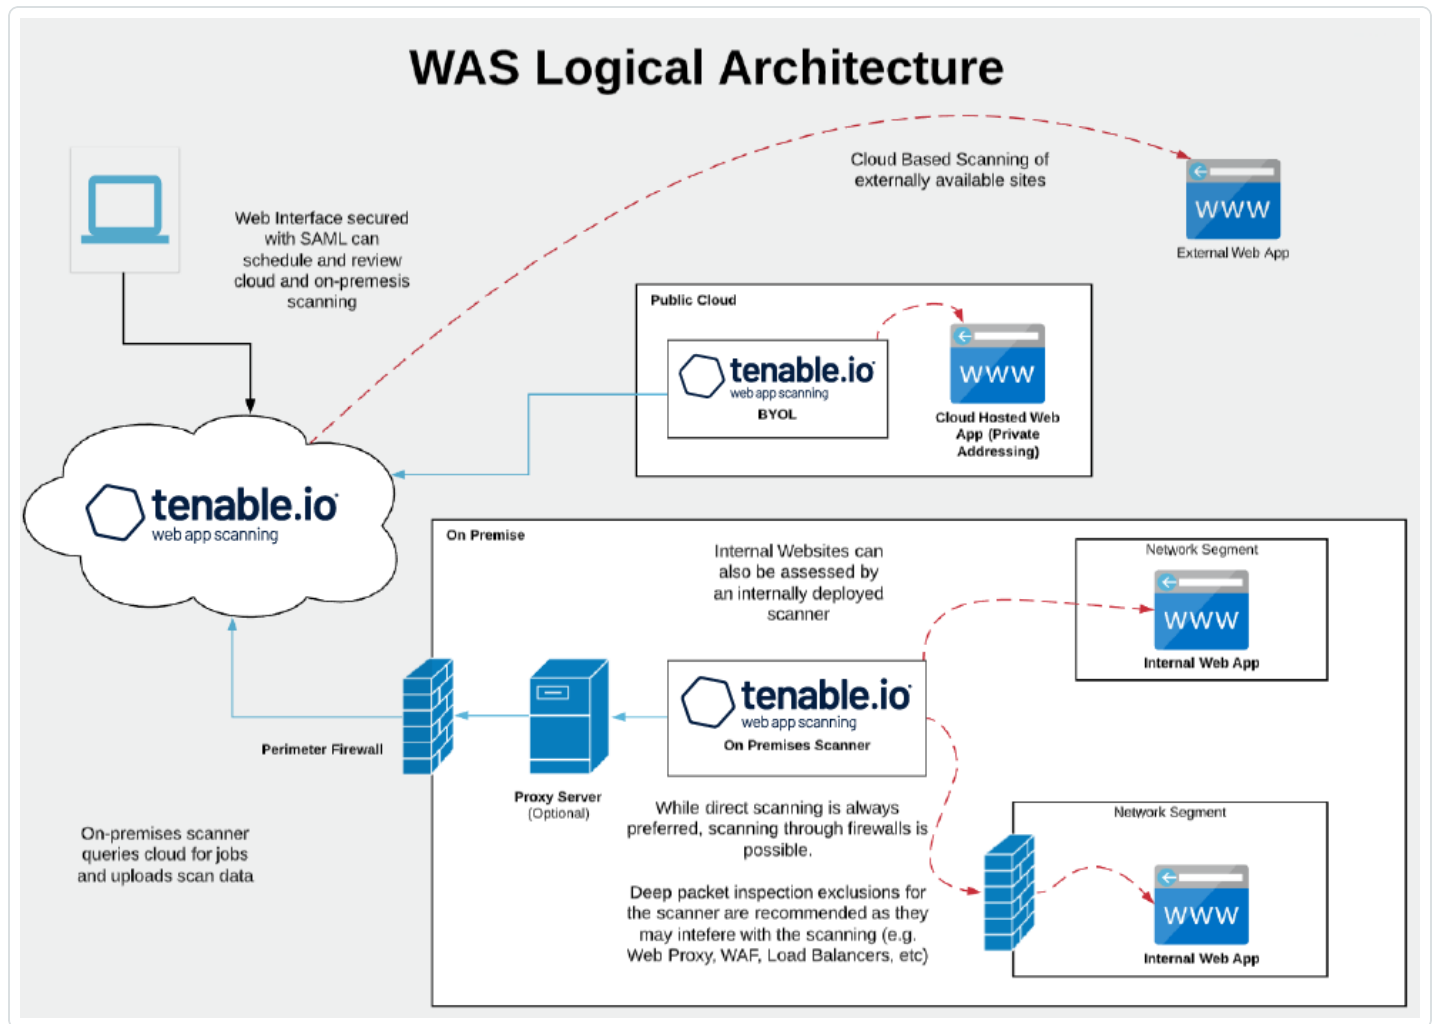 WAS Logical Architecture
Cloud Based Scanning of
externally available sites
WWW
External Web App
Web Interface secured
with SAML can
schedule and review
cloud and on-premesis
scanning
Public Cloud
tenable.io
web app scanning
BYOL
WWW
Cloud Hosted Web
App (Private
Addressing)
tenable.io
web app scanning
On Premise
Internal Websites can
also be assessed by
an internally deployed
scanner
Network Segment
WWW
Internal Web App
tenable.io
web app scanning
On Premises Scanner
Perimeter Firewall
Proxy Server
(Optional)
While direct scanning is always
preferred, scanning through firewalls is
possible.
Deep packet inspection exclusions for
the scanner are recommended as they
may intefere with the scanning (e.g.
Web Proxy, WAF, Load Balancers, etc)
Network Segment
WWW
Internal Web App
On-premises scanner
queries cloud for jobs
and uploads scan data